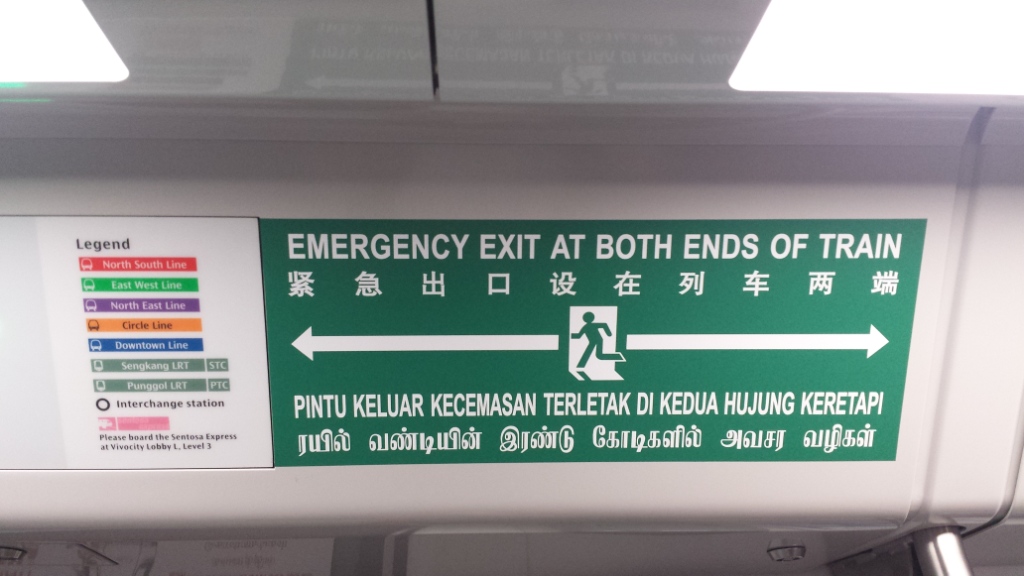 Legend
North South Line
East West Line
North East Line
Circle Line
Downtown Line
Sengkang LRT STC
Punggol LRT PTC
Interchange station
Please board the Sentosa Express
at Vivocity Lobby L, Level 3
EMERGENCY EXIT AT BOTH ENDS OF TRAIN
紧急出口设在列车两端
PINTU KELUAR KECEMASAN TERLETAK DI KEDUA HUJUNG KERETAPI
ரயில் வண்டியின் இரண்டு கோடிகளில் அவசர வழிகள்